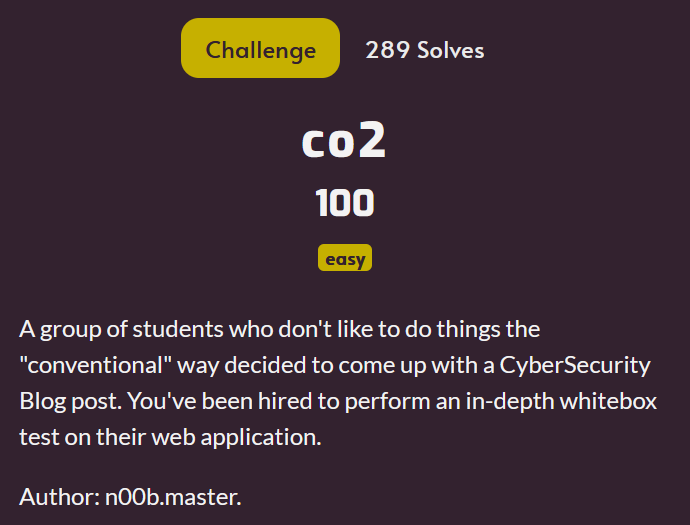 Challenge 289 Solves
co2
100
easy
A group of students who don't like to do things the
"conventional" way decided to come up with a CyberSecurity
Blog post. You've been hired to perform an in-depth whitebox
test on their web application.
Author: n00b.master.